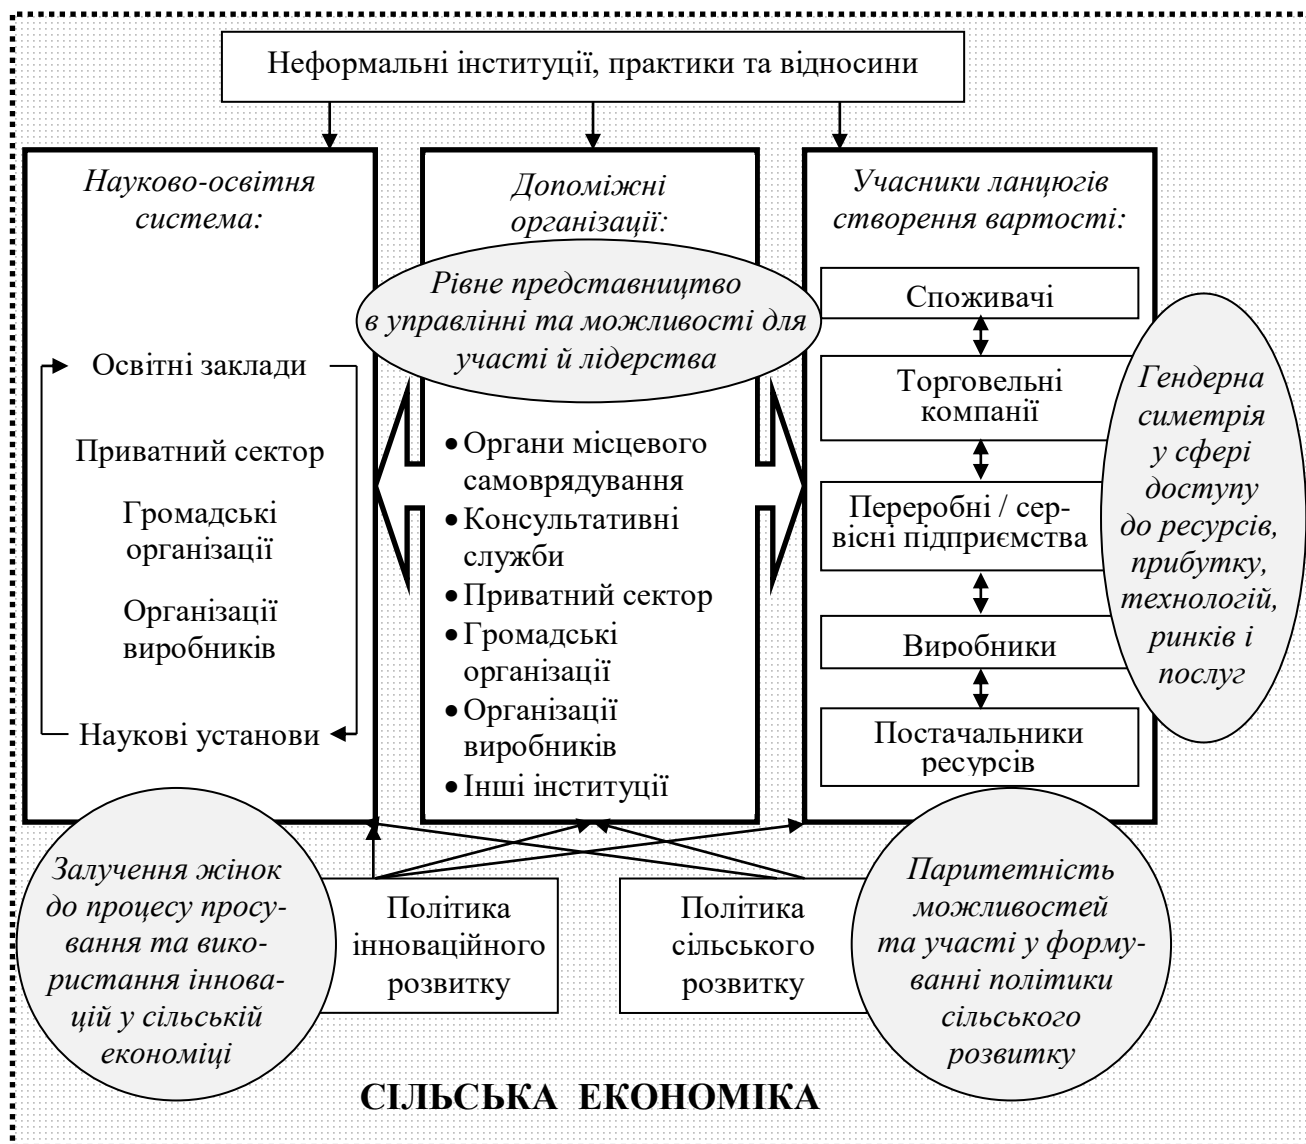 Неформальні інституції, практики та відносини
Науково-освітня
система:
Освітні заклади
Приватний сектор
Громадські
організації
Організації
виробників
Наукові установи
Допоміжні
організації:
Рівне представництво
в управлінні та можливості для
участі й лідерства
• Органи місцевого
самоврядування
• Консультативні
служби
• Приватний сектор
• Громадські
організації
• Організації
виробників
• Інші інституції
Учасники ланцюгів
створення вартості:
Споживачі
Торговельні
компанії
Переробні / сер-
вісні підприємства
Виробники
Постачальники
ресурсів
Гендерна
симетрія
у сфері
доступу
до ресурсів,
прибутку,
технологій,
ринків і
послуг
Залучення жінок
до процесу просу-
вання та вико-
ристання іннова-
цій у сільській
економіці
Політика
інноваційного
розвитку
Політика
сільського
розвитку
Паритетність
можливостей
та участі у форму-
ванні політики
сільського
розвитку
СІЛЬСЬКА ЕКОНОМІКА